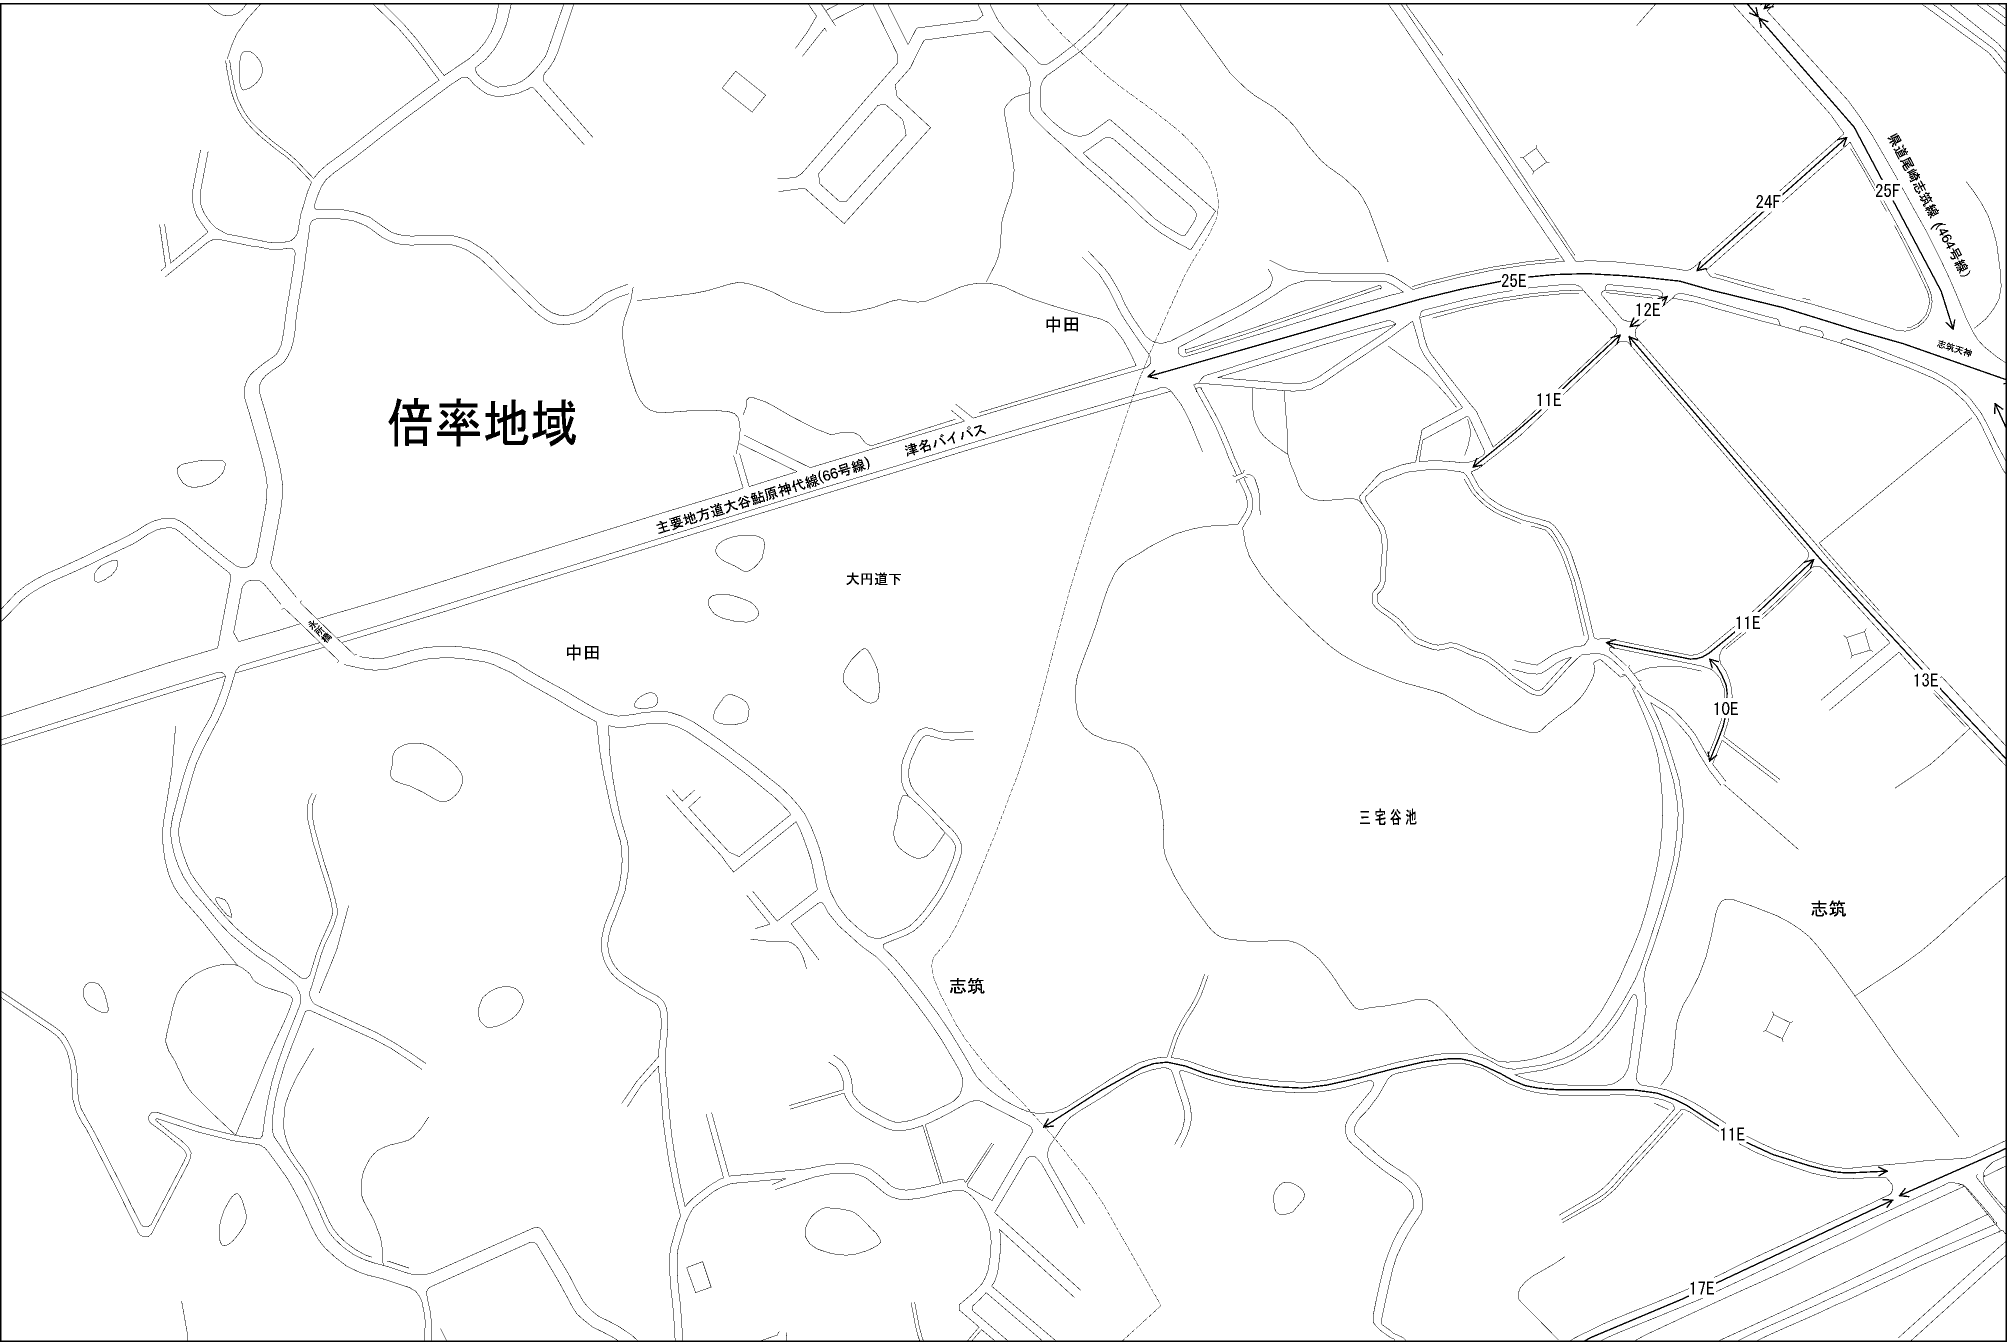 県道尾崎志筑線(464号線)
24F
25F
25E
12E
中田
志筑天神
11E
倍率地域
津名バイパス
主要地方道大谷鮎原神代線(66号線)
大円道下
11E
中田
13E
10E
三宅谷池
志筑
志筑
11E
17E